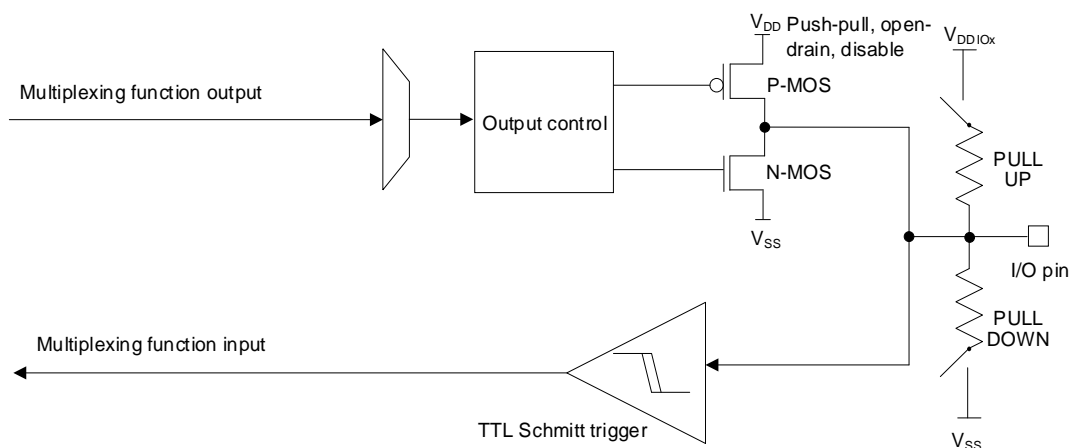 V_DD Push-pull, open-
drain, disable
V_DDIOx
Multiplexing function output
P-MOS
Output control
PULL
UP
N-MOS
V_SS
I/O pin
PULL
DOWN
Multiplexing function input
TTL Schmitt trigger
V_SS